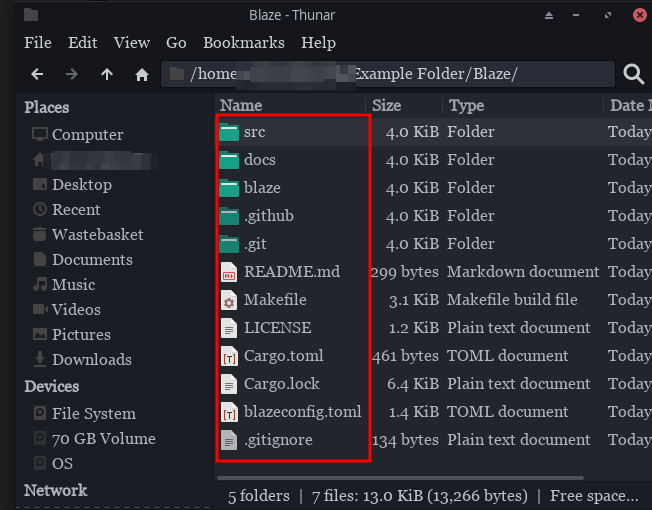 Blaze - Thunar
File Edit View Go Bookmarks Help
/home Example Folder/Blaze/
Places
Computer
Desktop
Recent
Wastebasket
Documents
Music
Videos
Pictures
Downloads
Devices
File System
70 GB Volume
OS
Network
Name Size Type Date
src 4.0 KiB Folder Today
docs 4.0 KiB Folder Today
blaze 4.0 KiB Folder Today
.github 4.0 KiB Folder Today
.git 4.0 KiB Folder Today
README.md 299 bytes Markdown document Today
Makefile 3.1 KiB Makefile build file Today
LICENSE 1.2 KiB Plain text document Today
Cargo.toml 461 bytes TOML document Today
Cargo.lock 6.4 KiB Plain text document Today
blazeconfig.toml 1.4 KiB TOML document Today
.gitignore 134 bytes Plain text document Today
5 folders | 7 files: 13.0 KiB (13,266 bytes) | Free space...